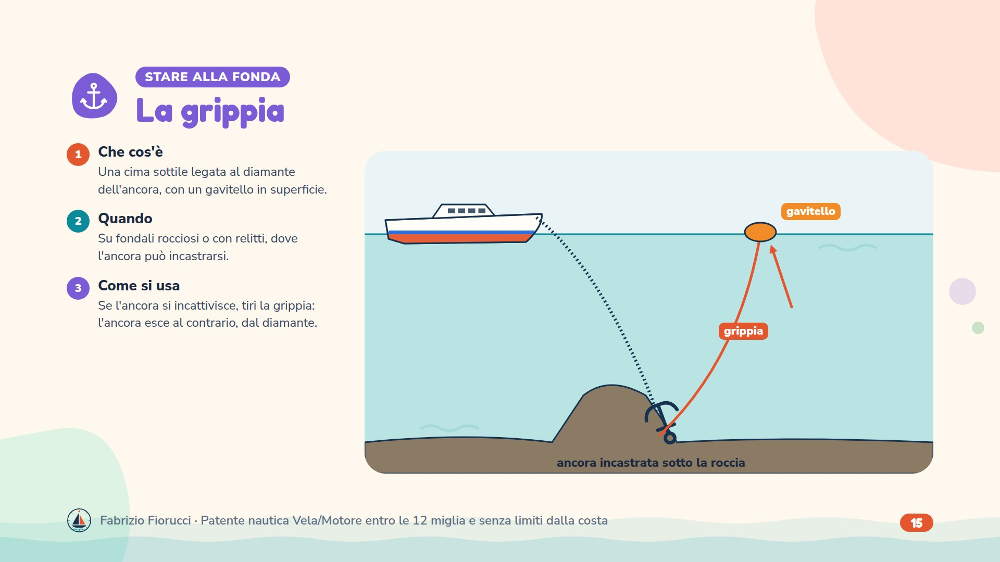 STARE ALLA FONDA
La grippia
1
Che cos'è
Una cima sottile legata al diamante
dell'ancora, con un gavitello in superficie.
2
Quando
Su fondali rocciosi o con relitti, dove
l'ancora può incastrarsi.
3
Come si usa
Se l'ancora si incattivisce, tiri la grippia:
l'ancora esce al contrario, dal diamante.
gavitello
grippia
ancora incastrata sotto la roccia
Fabrizio Fiorucci · Patente nautica Vela/Motore entro le 12 miglia e senza limiti dalla costa
15